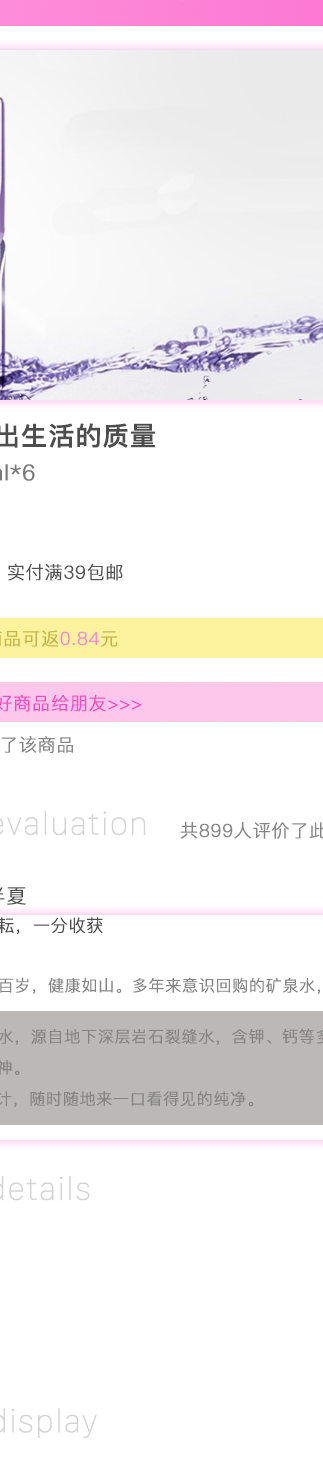 出生活的质量
l*6
实付满39包邮
品可返0.84元
好商品给朋友>>>
了该商品
evaluation
共899人评价了此
半夏
耘，一分收获
百岁，健康如山。多年来意识回购的矿泉水，
水，源自地下深层岩石裂缝水，含钾、钙等多
神。
计，随时随地来一口看得见的纯净。
details
display